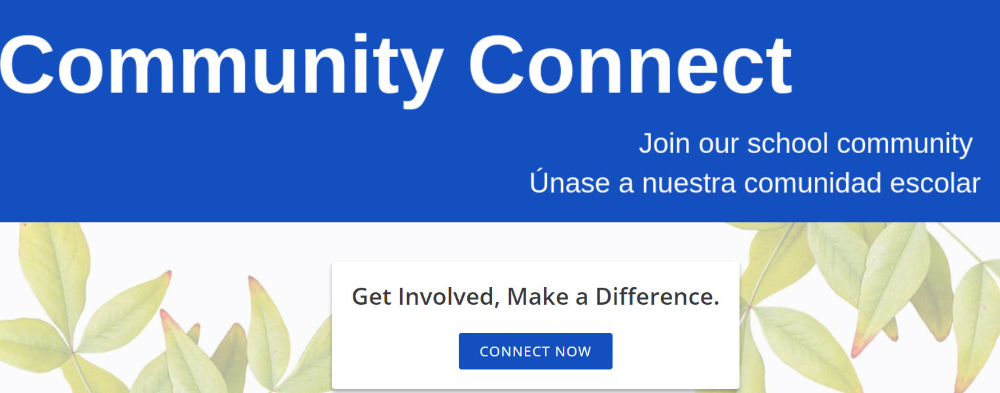 Community Connect
Join our school community
Únase a nuestra comunidad escolar
Get Involved, Make a Difference.
CONNECT NOW